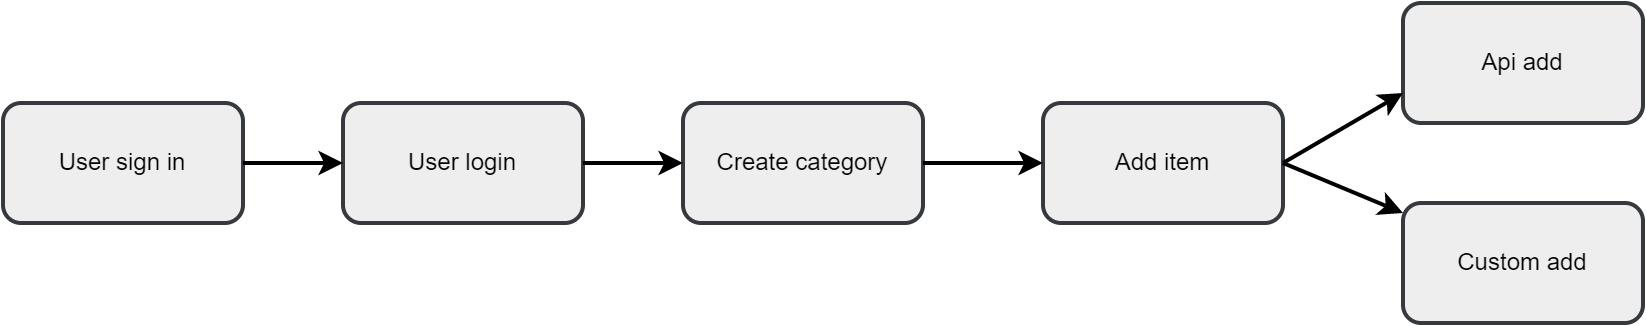 User sign in
User login
Create category
Add item
Api add
Custom add